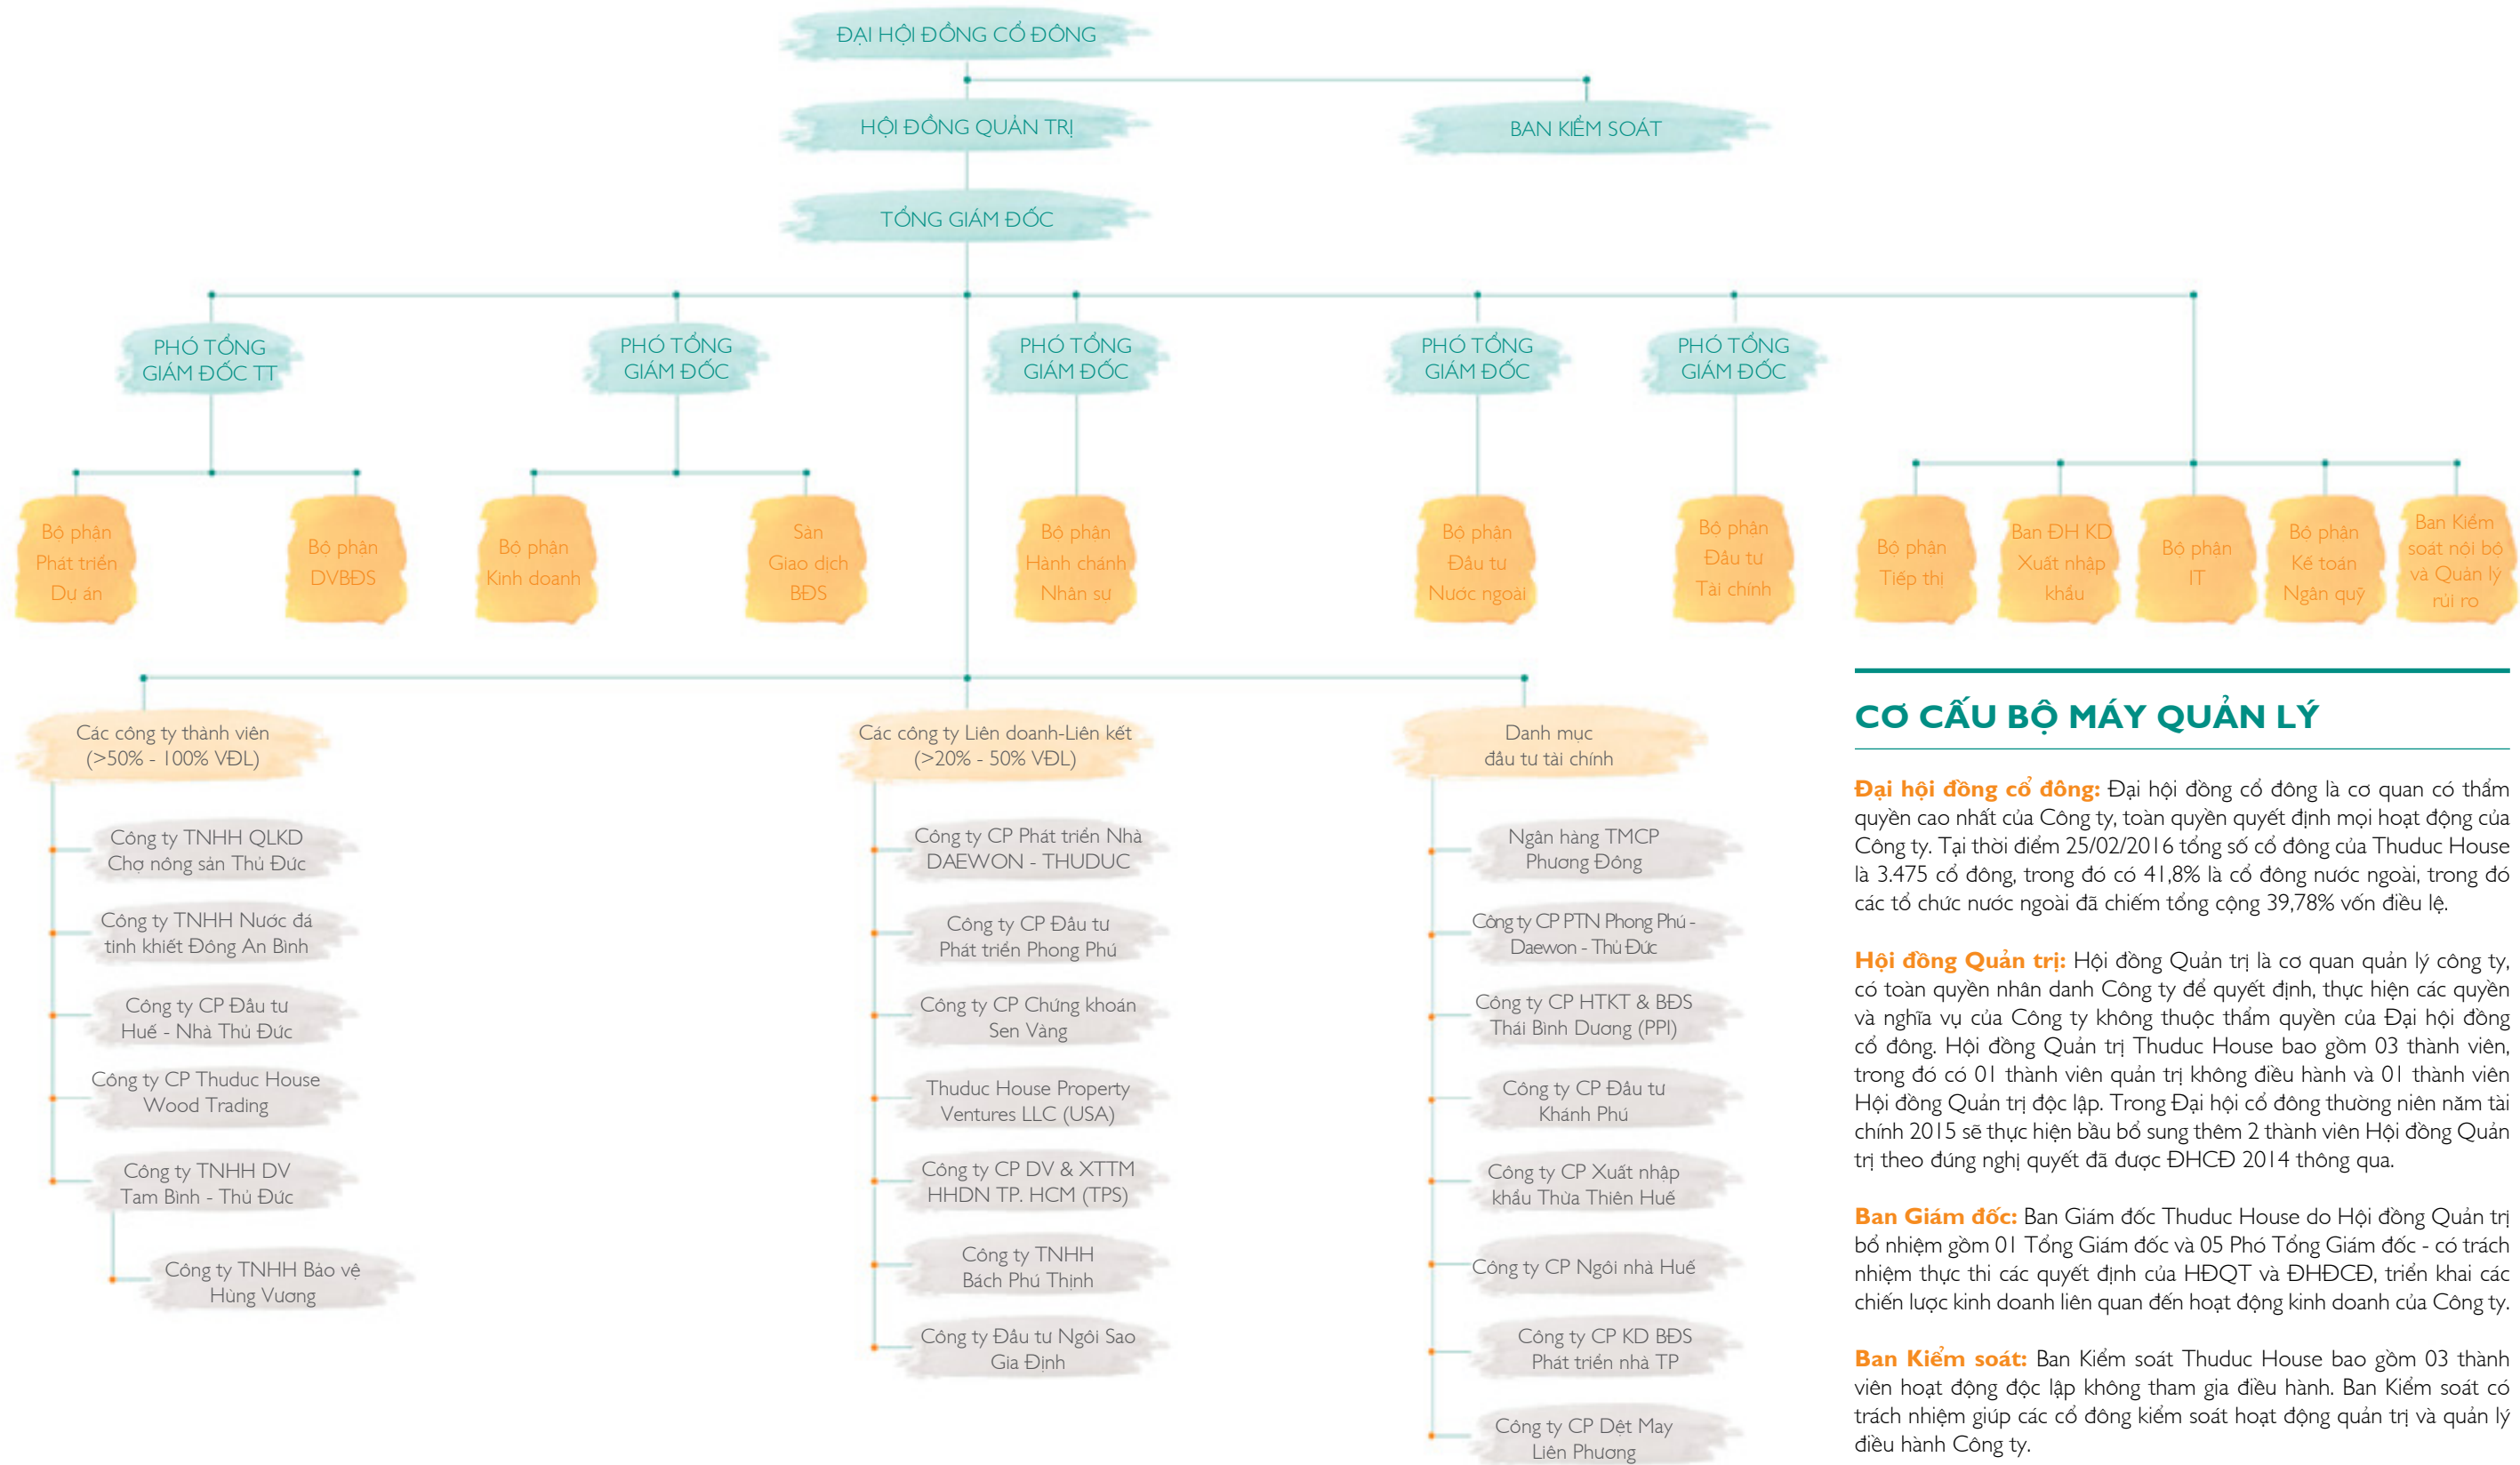 ĐẠI HỘI ĐỒNG CỔ ĐÔNG
HỘI ĐỒNG QUẢN TRỊ
BAN KIỂM SOÁT
TỔNG GIÁM ĐỐC
PHÓ TỔNG
GIÁM ĐỐC TT
PHÓ TỔNG
GIÁM ĐỐC
PHÓ TỔNG
GIÁM ĐỐC
PHÓ TỔNG
GIÁM ĐỐC
PHÓ TỔNG
GIÁM ĐỐC
Bộ phận
Phát triển
Dự án
Bộ phận
DVBĐS
Bộ phận
Kinh doanh
Sàn
Giao dịch
BĐS
Bộ phận
Hành chánh
Nhân sự
Bộ phận
Đầu tư
Nước ngoài
Bộ phận
Đầu tư
Tài chính
Bộ phận
Tiếp thị
Ban ĐH KD
Xuất nhập
khẩu
Bộ phận
IT
Bộ phận
Kế toán
Ngân quỹ
Ban Kiểm
soát nội bộ
và Quản lý
rủi ro
Các công ty thành viên
(>50% - 100% VĐL)
Công ty TNHH QLKD
Chợ nông sản Thủ Đức
Công ty TNHH Nước đá
tinh khiết Đông An Bình
Công ty CP Đầu tư
Huế - Nhà Thủ Đức
Công ty CP Thuduc House
Wood Trading
Công ty TNHH DV
Tam Bình - Thủ Đức
Công ty TNHH Bảo vệ
Hùng Vương
Các công ty Liên doanh-Liên kết
(>20% - 50% VĐL)
Công ty CP Phát triển Nhà
DAEWON - THUDUC
Công ty CP Đầu tư
Phát triển Phong Phú
Công ty CP Chứng khoán
Sen Vàng
Thuduc House Property
Ventures LLC (USA)
Công ty CP DV & XTTM
HHDN TP. HCM (TPS)
Công ty TNHH
Bách Phú Thịnh
Công ty Đầu tư Ngôi Sao
Gia Định
Danh mục
đầu tư tài chính
Ngân hàng TMCP
Phương Đông
Công ty CP PTN Phong Phú -
Daewon - Thủ Đức
Công ty CP HTKT & BĐS
Thái Bình Dương (PPI)
Công ty CP Đầu tư
Khánh Phú
Công ty CP Xuất nhập
khẩu Thừa Thiên Huế
Công ty CP Ngôi nhà Huế
Công ty CP KD BĐS
Phát triển nhà TP
Công ty CP Dệt May
Liên Phương
CƠ CẤU BỘ MÁY QUẢN LÝ
Đại hội đồng cổ đông: Đại hội đồng cổ đông là cơ quan có thẩm
quyền cao nhất của Công ty, toàn quyền quyết định mọi hoạt động của
Công ty. Tại thời điểm 25/02/2016 tổng số cổ đông của Thuduc House
là 3.475 cổ đông, trong đó có 41,8% là cổ đông nước ngoài, trong đó
các tổ chức nước ngoài đã chiếm tổng cộng 39,78% vốn điều lệ.
Hội đồng Quản trị: Hội đồng Quản trị là cơ quan quản lý công ty,
có toàn quyền nhân danh Công ty để quyết định, thực hiện các quyền
và nghĩa vụ của Công ty không thuộc thẩm quyền của Đại hội đồng
cổ đông. Hội đồng Quản trị Thuduc House bao gồm 03 thành viên,
trong đó có 01 thành viên quản trị không điều hành và 01 thành viên
Hội đồng Quản trị độc lập. Trong Đại hội cổ đông thường niên năm tài
chính 2015 sẽ thực hiện bầu bổ sung thêm 2 thành viên Hội đồng Quản
trị theo đúng nghị quyết đã được ĐHCĐ 2014 thông qua.
Ban Giám đốc: Ban Giám đốc Thuduc House do Hội đồng Quản trị
bổ nhiệm gồm 01 Tổng Giám đốc và 05 Phó Tổng Giám đốc - có trách
nhiệm thực thi các quyết định của HĐQT và ĐHĐCĐ, triển khai các
chiến lược kinh doanh liên quan đến hoạt động kinh doanh của Công ty.
Ban Kiểm soát: Ban Kiểm soát Thuduc House bao gồm 03 thành
viên hoạt động độc lập không tham gia điều hành. Ban Kiểm soát có
trách nhiệm giúp các cổ đông kiểm soát hoạt động quản trị và quản lý
điều hành Công ty.